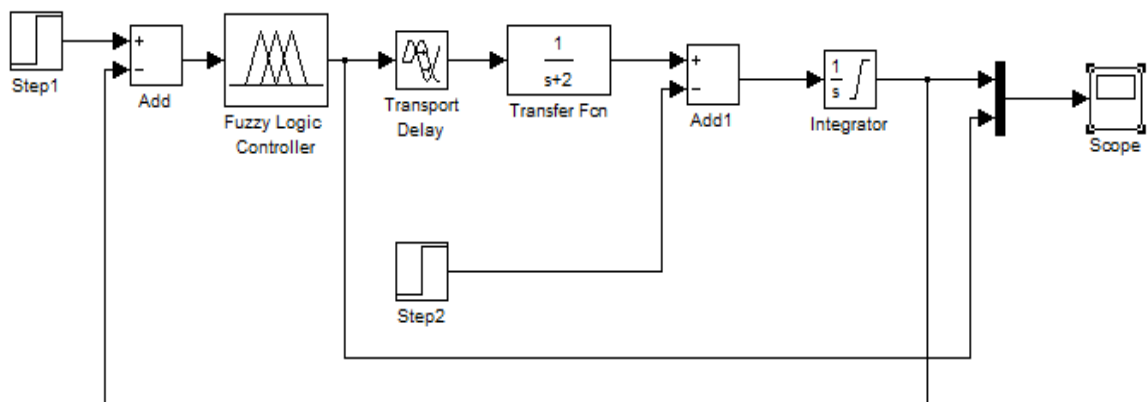 Step1
+
−
Add
Fuzzy Logic
Controller
Transport
Delay
1
s+2
Transfer Fcn
+
−
Add1
1
s
Integrator
Scope
Step2